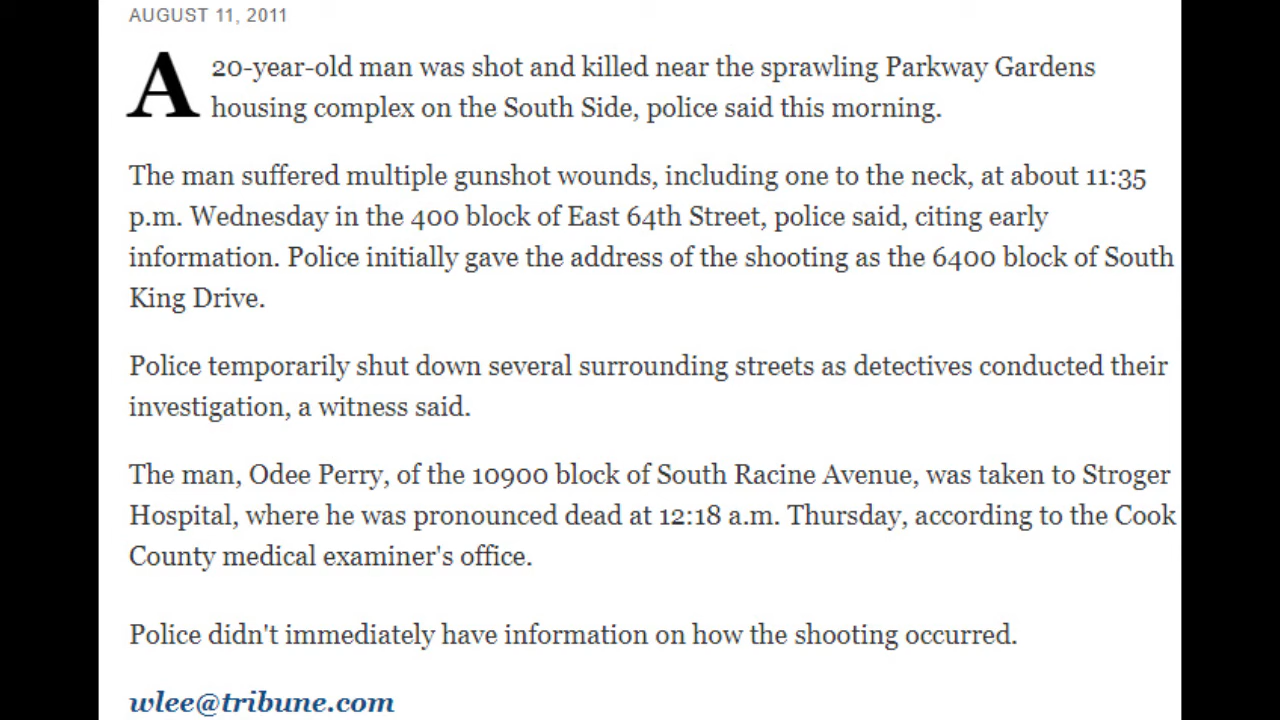 AUGUST 11, 2011
A 20-year-old man was shot and killed near the sprawling Parkway Gardens
housing complex on the South Side, police said this morning.
The man suffered multiple gunshot wounds, including one to the neck, at about 11:35
p.m. Wednesday in the 400 block of East 64th Street, police said, citing early
information. Police initially gave the address of the shooting as the 6400 block of South
King Drive.
Police temporarily shut down several surrounding streets as detectives conducted their
investigation, a witness said.
The man, Odee Perry, of the 10900 block of South Racine Avenue, was taken to Stroger
Hospital, where he was pronounced dead at 12:18 a.m. Thursday, according to the Cook
County medical examiner's office.
Police didn't immediately have information on how the shooting occurred.
wlee@tribune.com